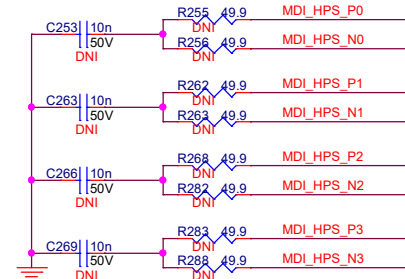 R255 49.9 MDI_HPS_P0
DNI
C253 10n
50V
DNI
R256 49.9 MDI_HPS_N0
DNI
R262 49.9 MDI_HPS_P1
DNI
C263 10n
50V
DNI
R263 49.9 MDI_HPS_N1
DNI
R268 49.9 MDI_HPS_P2
DNI
C266 10n
50V
DNI
R282 49.9 MDI_HPS_N2
DNI
R283 49.9 MDI_HPS_P3
DNI
C269 10n
50V
DNI
R288 49.9 MDI_HPS_N3
DNI